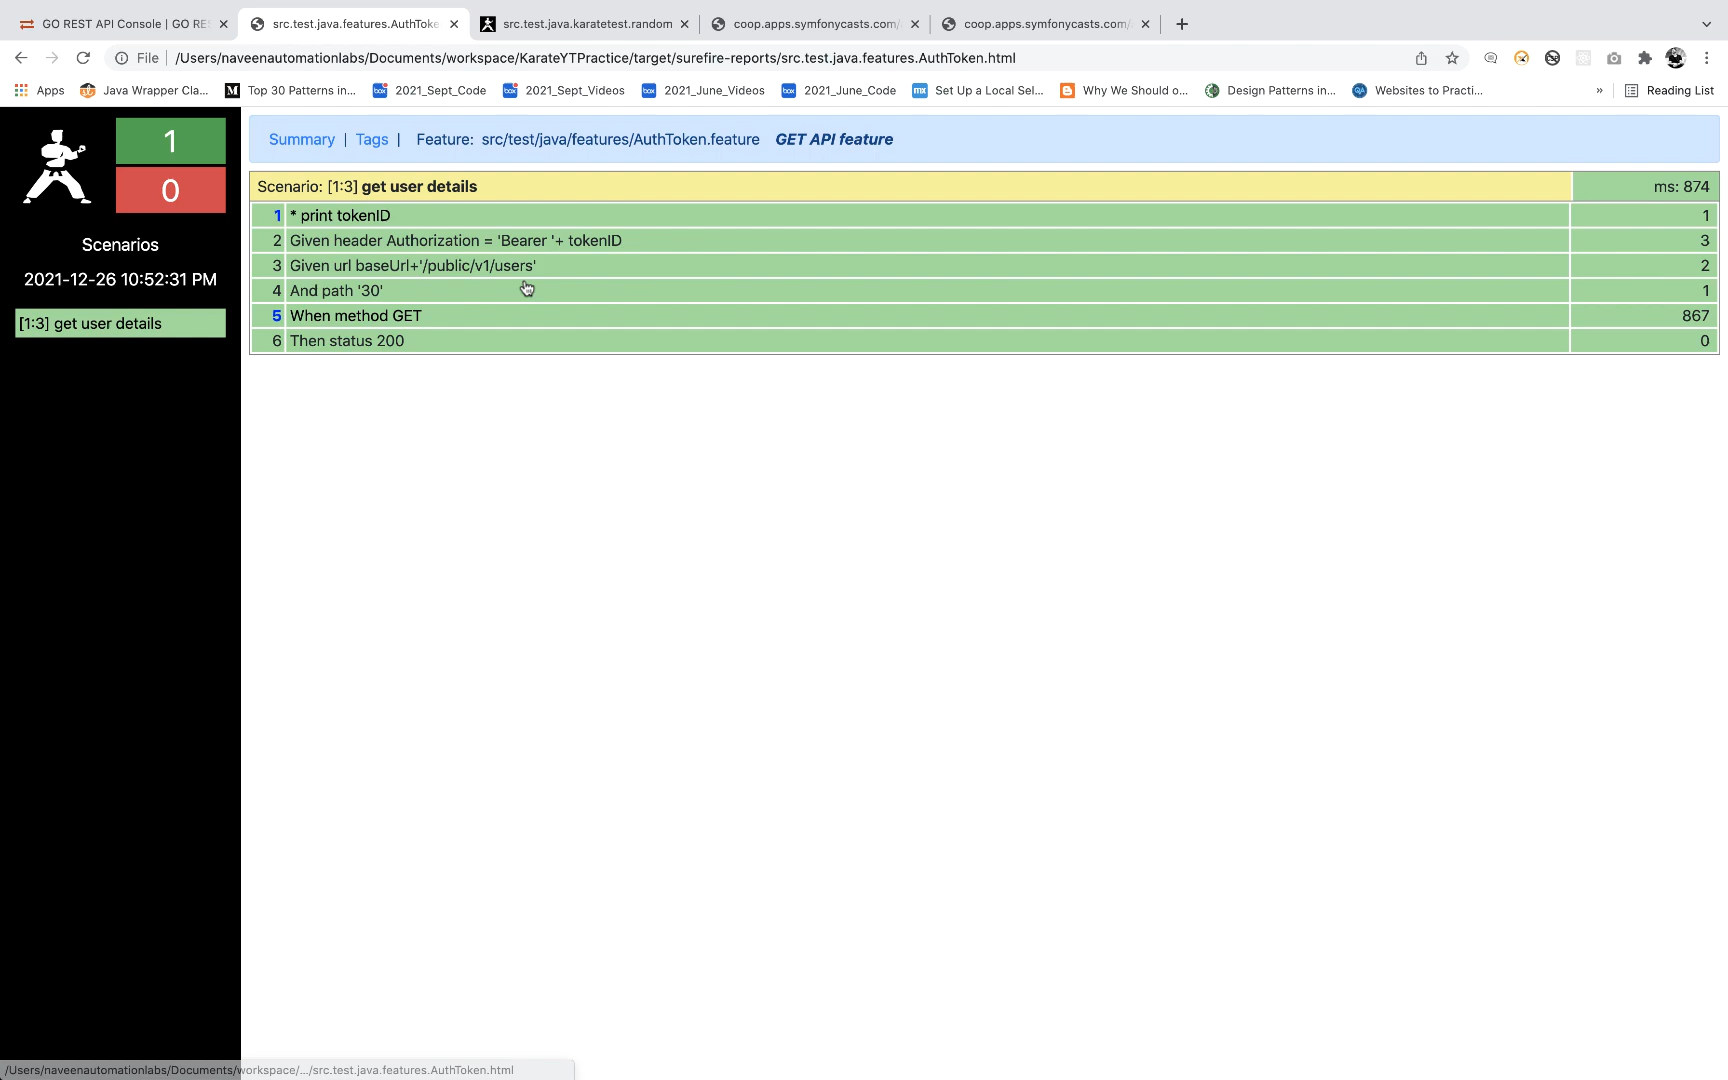 GO REST API Console | GO RE
src.test.java.features.AuthToke
src.test.java.karatetest.random
coop.apps.symfonycasts.com/
coop.apps.symfonycasts.com/
File
/Users/naveenautomationlabs/Documents/workspace/KarateYTPractice/target/surefire-reports/src.test.java.features.AuthToken.html
Apps
Java Wrapper Cla...
Top 30 Patterns in...
2021_Sept_Code
2021_Sept_Videos
2021_June_Videos
2021_June_Code
Set Up a Local Sel...
Why We Should o...
Design Patterns in...
Websites to Practi...
»
Reading List
1
0
Scenarios
2021-12-26 10:52:31 PM
[1:3] get user details
Summary | Tags | Feature: src/test/java/features/AuthToken.feature GET API feature
Scenario: [1:3] get user details ms: 874
1 * print tokenID 1
2 Given header Authorization = 'Bearer '+ tokenID 3
3 Given url baseUrl+'/public/v1/users' 2
4 And path '30' 1
5 When method GET 867
6 Then status 200 0
/Users/naveenautomationlabs/Documents/workspace/.../src.test.java.features.AuthToken.html